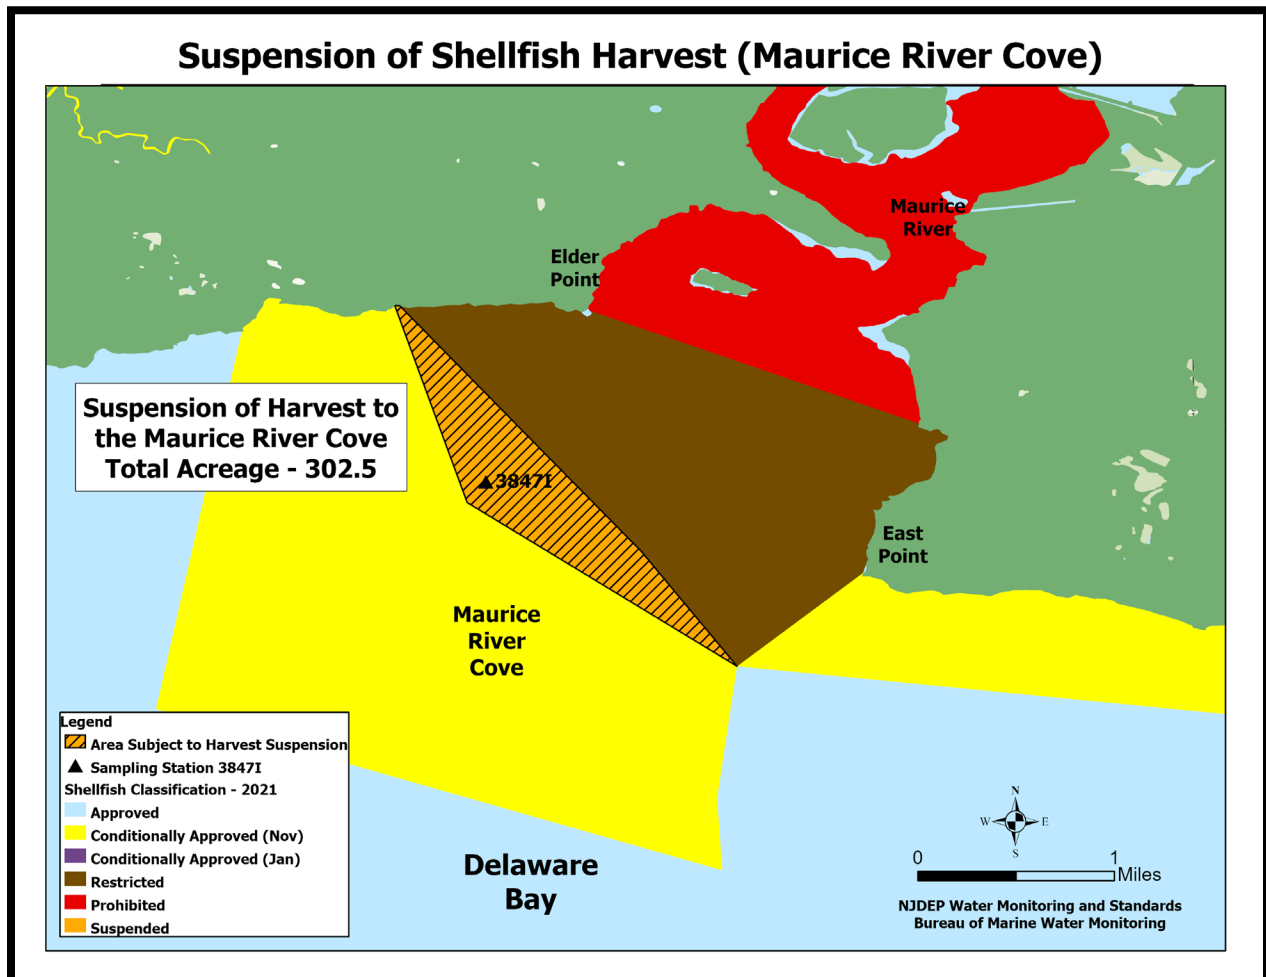 Suspension of Shellfish Harvest (Maurice River Cove)
Maurice
River
Elder
Point
Suspension of Harvest to
the Maurice River Cove
Total Acreage - 302.5
3847I
East
Point
Maurice
River
Cove
Legend
Area Subject to Harvest Suspension
Sampling Station 3847I
Shellfish Classification - 2021
Approved
Conditionally Approved (Nov)
Conditionally Approved (Jan)
Restricted
Prohibited
Suspended
Delaware
Bay
N
W E
S
0 1
Miles
NJDEP Water Monitoring and Standards
Bureau of Marine Water Monitoring